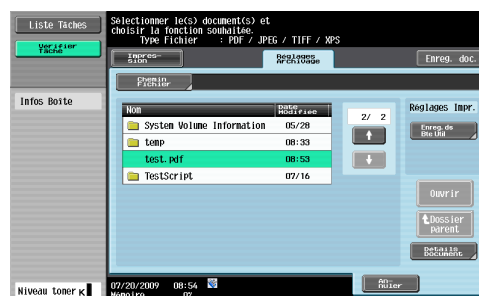 Liste Tâches
Vérifier
Tâche
Sélectionner le(s) document(s) et
choisir la fonction souhaitée.
Type Fichier : PDF / JPEG / TIFF / XPS
Impres-
sion
Réglages
Archivage
Enreg. doc.
Chemin
Fichier
Infos Boîte
Nom Date Modifiée
System Volume Information 05/28
temp 08:33
test.pdf 08:53
TestScript 07/16
2/ 2
Réglages Impr.
Enreg. ds
Bte Util
Ouvrir
Dossier
parent
Détails
Document
Niveau toner K
07/20/2009 08:54
Mémoire 0%
An-
nuler